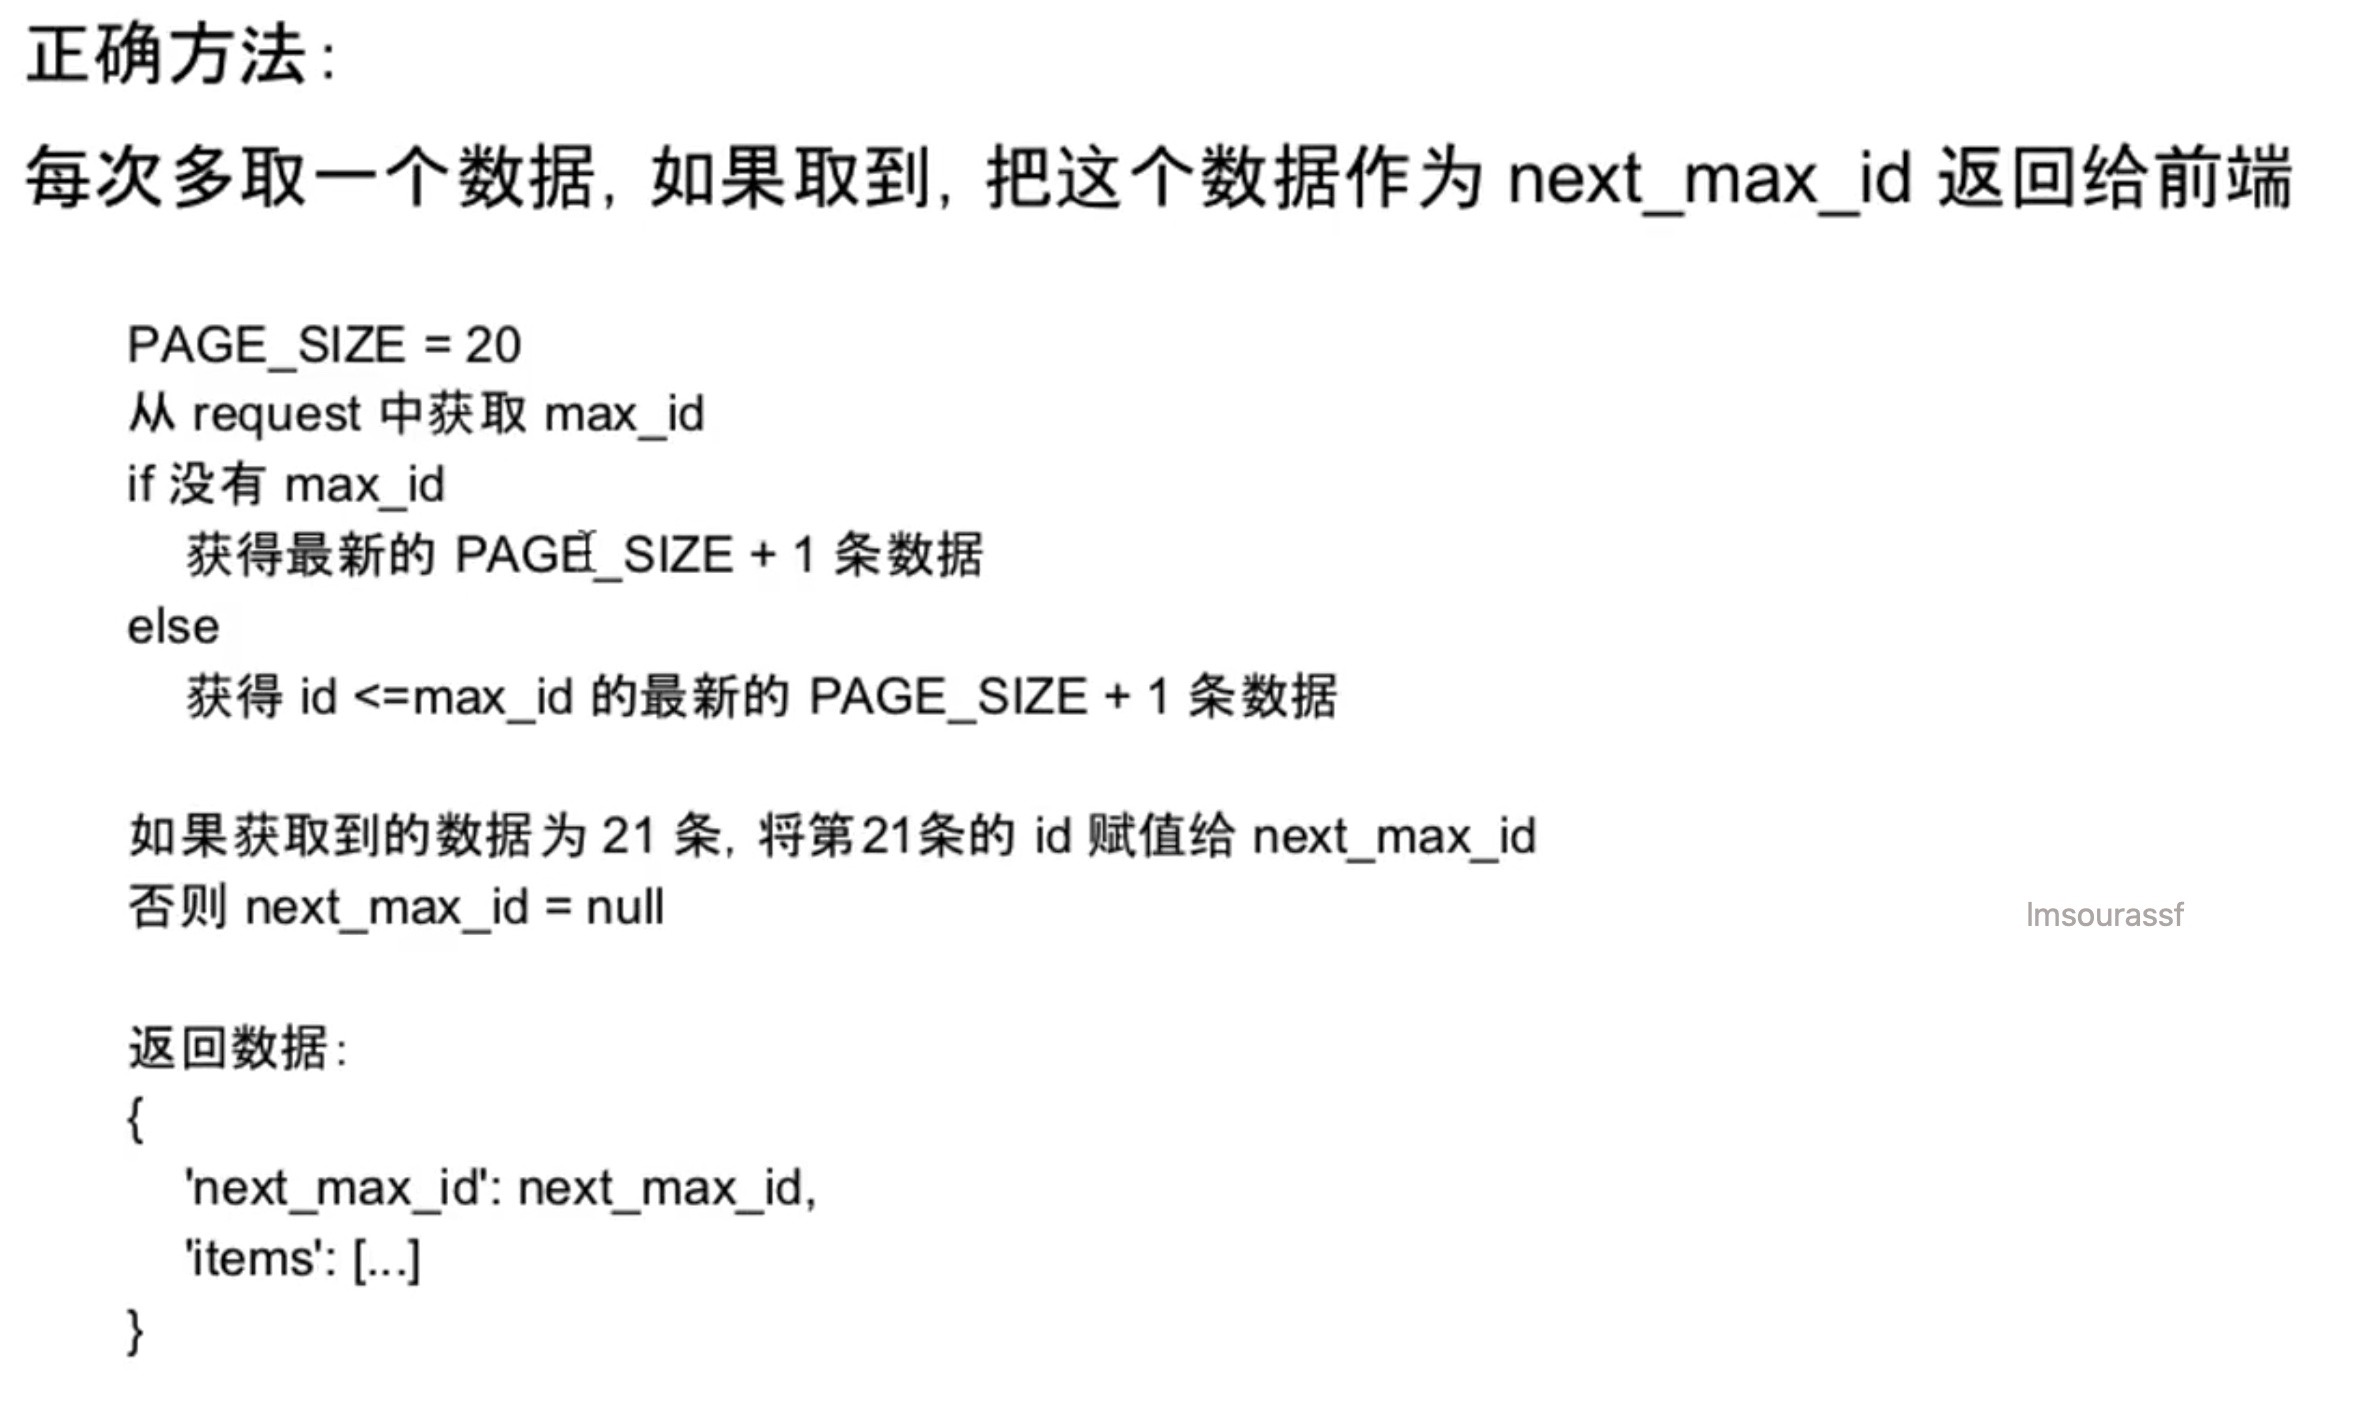 正确方法：
每次多取一个数据，如果取到，把这个数据作为 next_max_id 返回给前端
PAGE_SIZE = 20
从 request 中获取 max_id
if 没有 max_id
获得最新的 PAGE_SIZE + 1 条数据
else
获得 id <=max_id 的最新的 PAGE_SIZE + 1 条数据
如果获取到的数据为 21 条，将第21条的 id 赋值给 next_max_id
否则 next_max_id = null
lmsourassf
返回数据：
{
'next_max_id': next_max_id,
'items': [...]
}